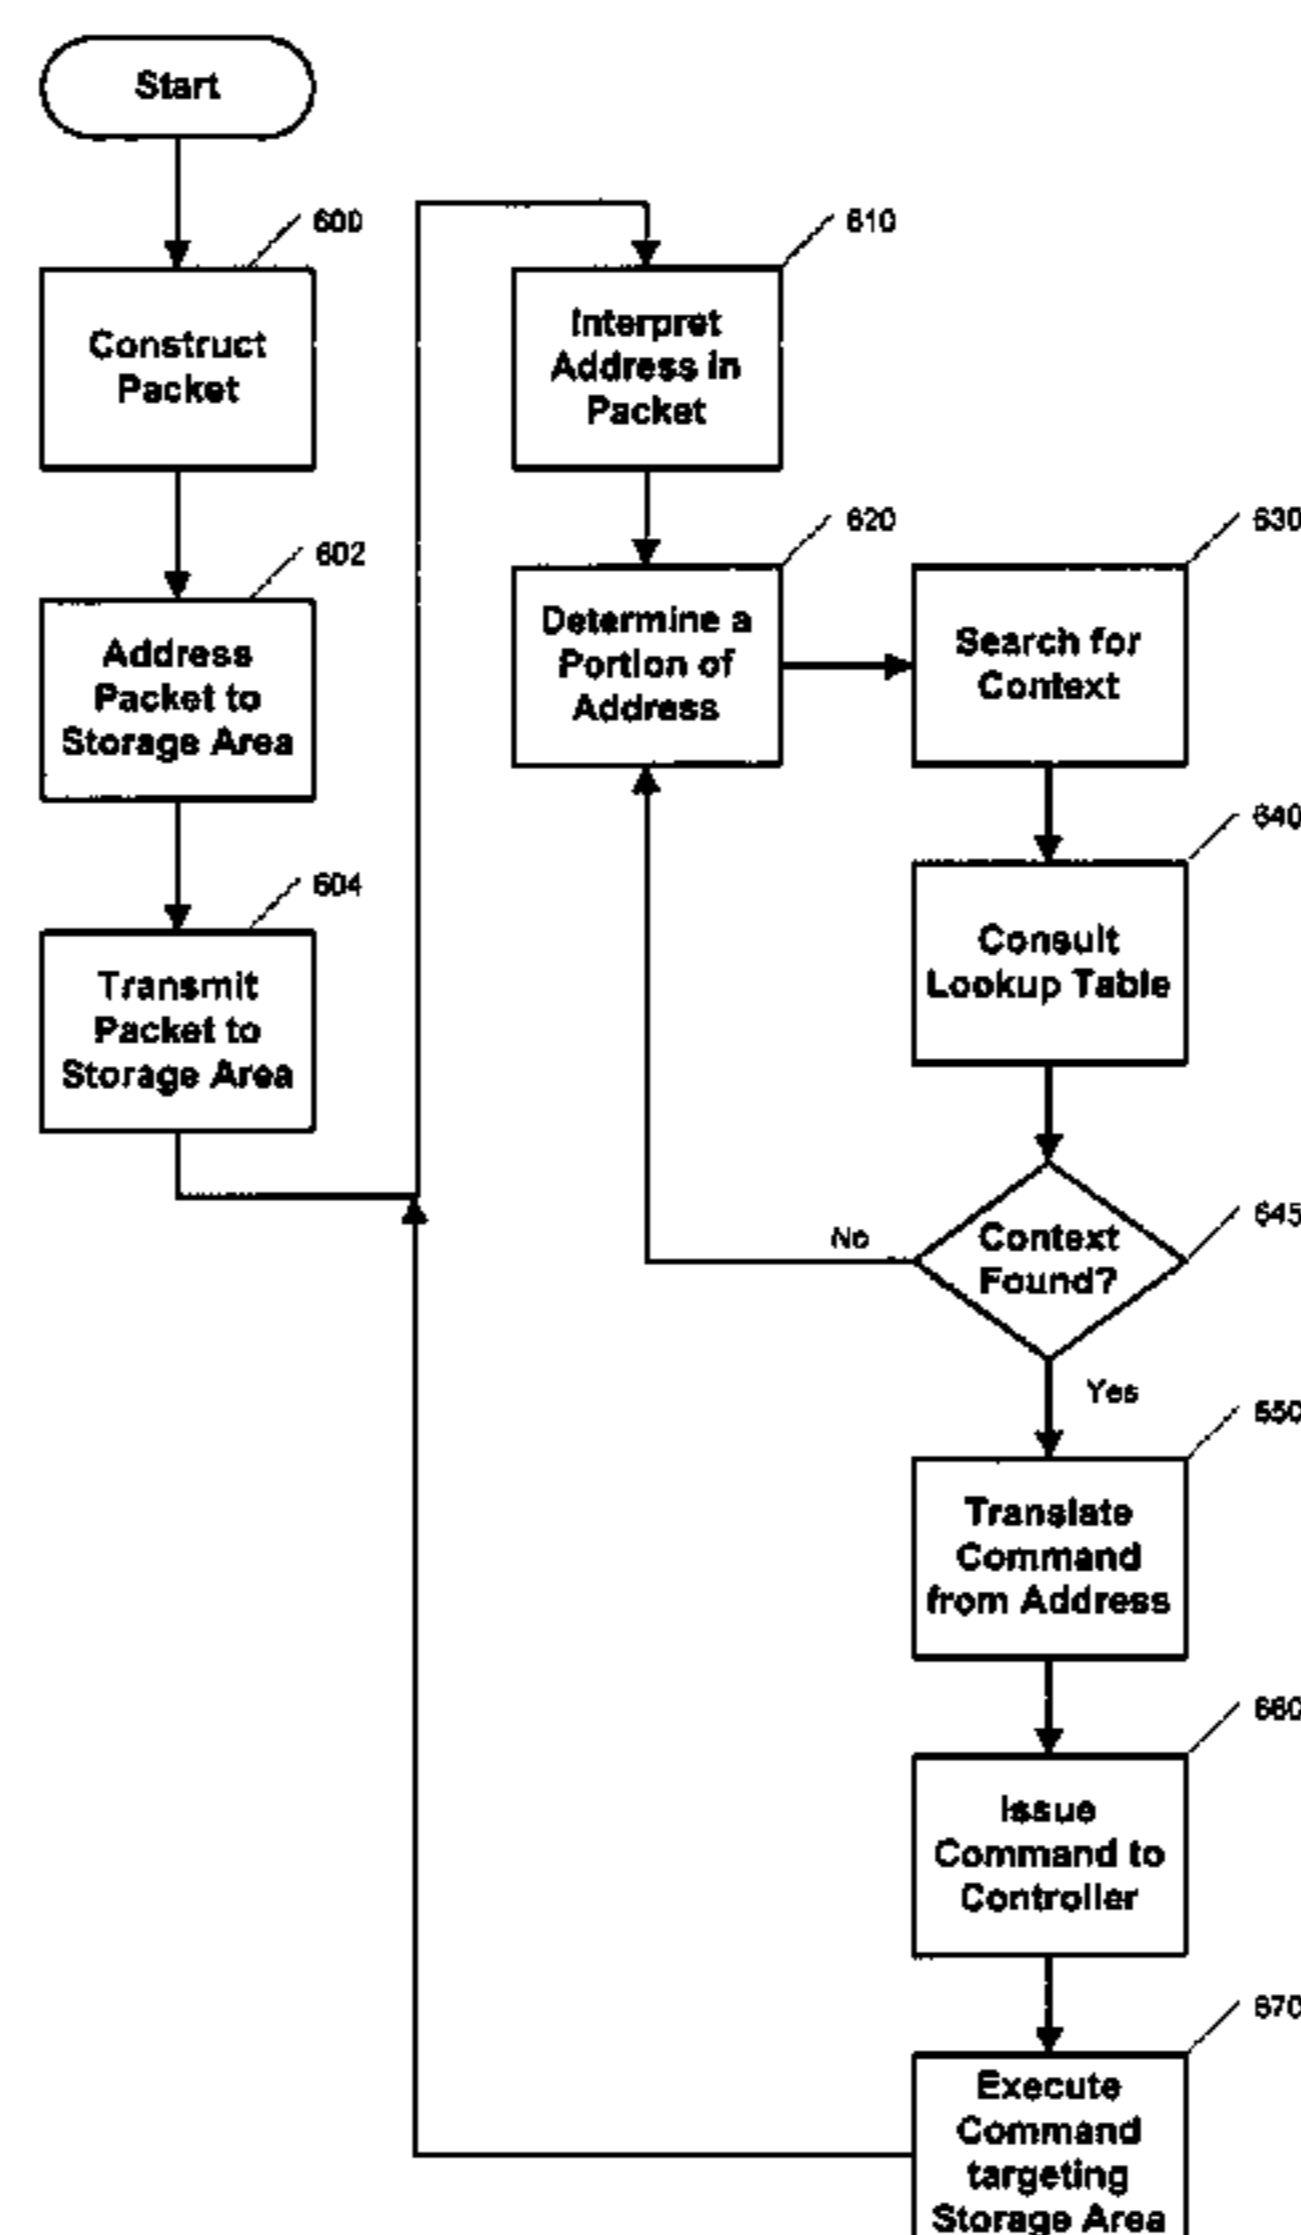 Start
600
Construct
Packet
602
Address
Packet to
Storage Area
604
Transmit
Packet to
Storage Area
610
Interpret
Address in
Packet
620
Determine a
Portion of
Address
630
Search for
Context
640
Consult
Lookup Table
645
Context
Found?
No
Yes
650
Translate
Command
from Address
660
Issue
Command to
Controller
670
Execute
Command
targeting
Storage Area